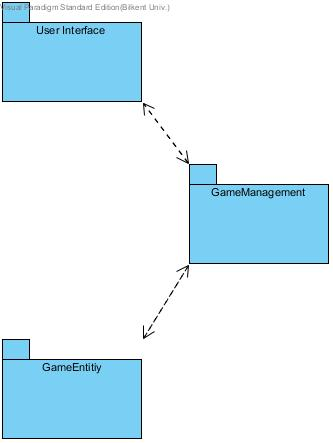 Visual Paradigm Standard Edition(Bilkent Univ.)
User Interface
GameManagement
GameEntitiy